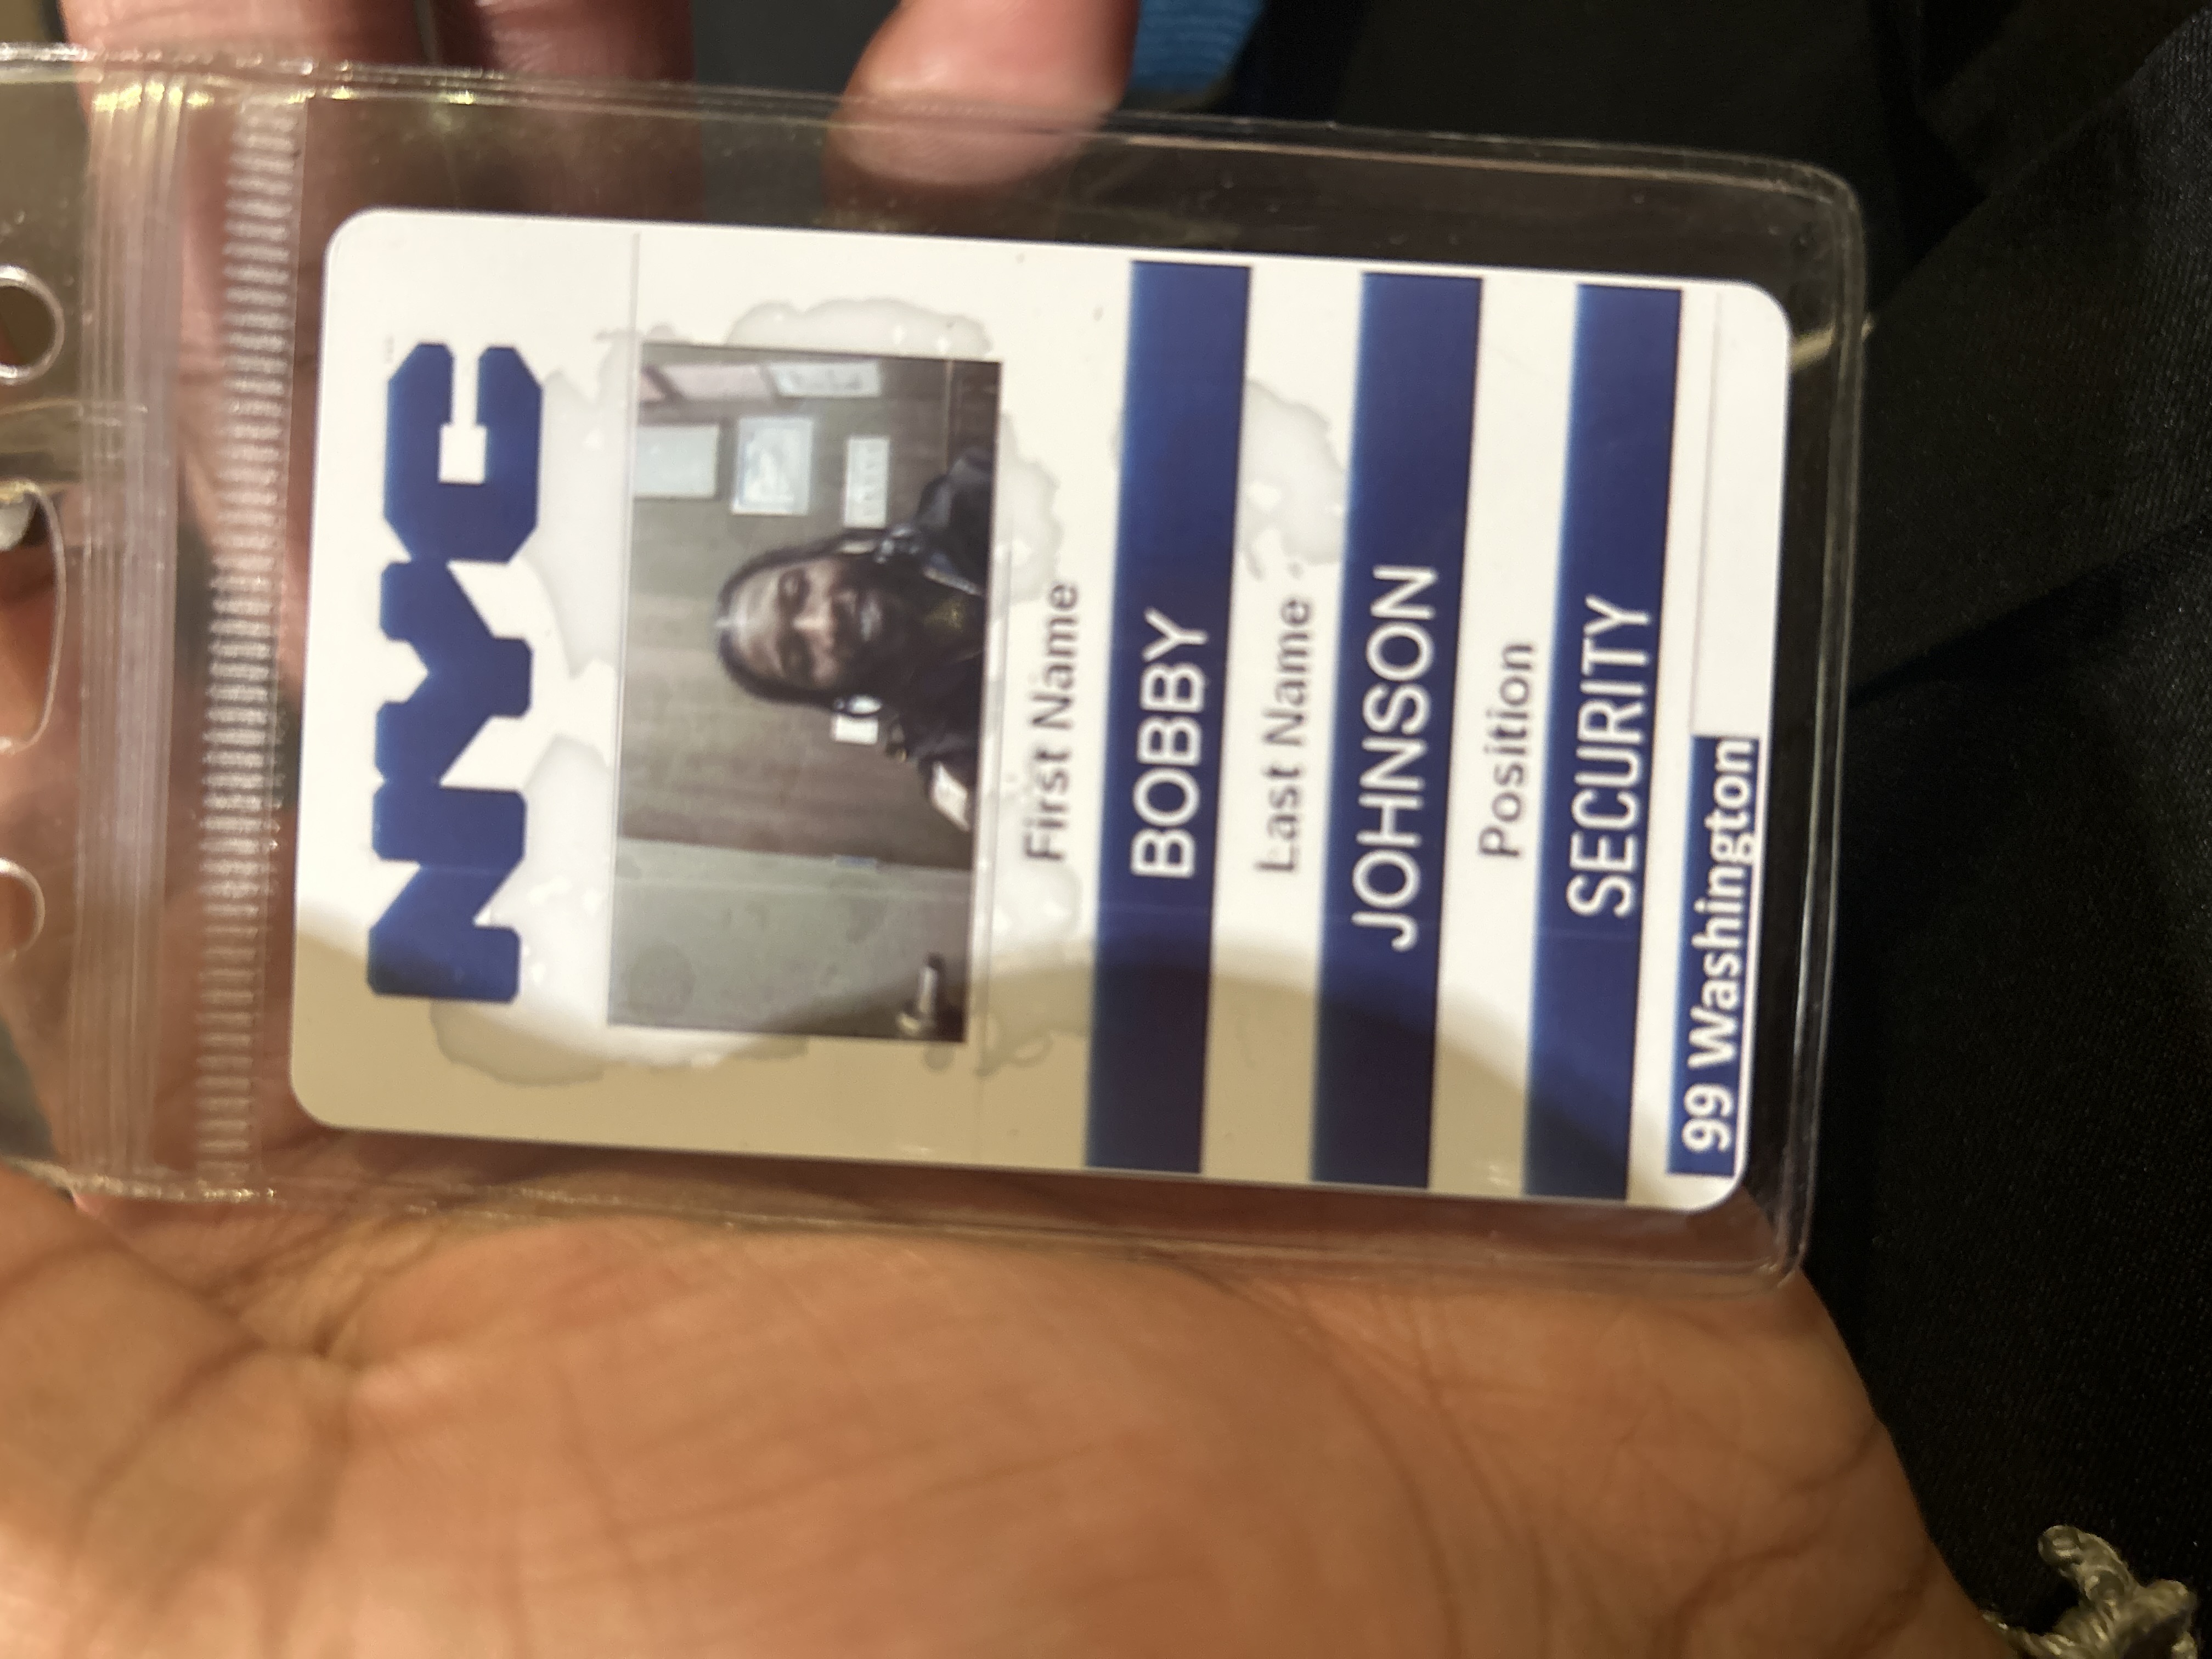 NYC
First Name
BOBBY
Last Name
JOHNSON
Position
SECURITY
99 Washington